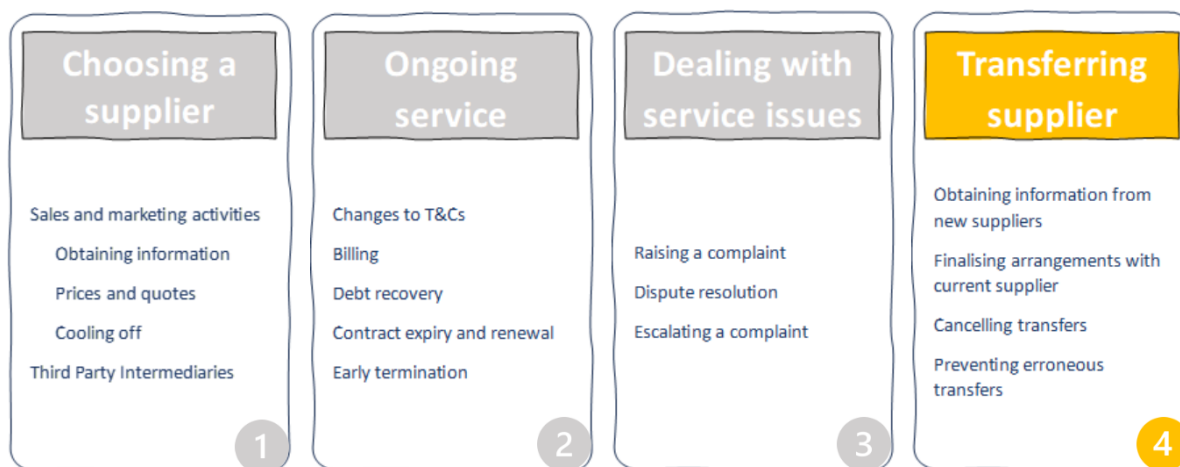 Choosing a
supplier
Sales and marketing activities
Obtaining information
Prices and quotes
Cooling off
Third Party Intermediaries
1
Ongoing
service
Changes to T&Cs
Billing
Debt recovery
Contract expiry and renewal
Early termination
2
Dealing with
service issues
Raising a complaint
Dispute resolution
Escalating a complaint
3
Transferring
supplier
Obtaining information from
new suppliers
Finalising arrangements with
current supplier
Cancelling transfers
Preventing erroneous
transfers
4